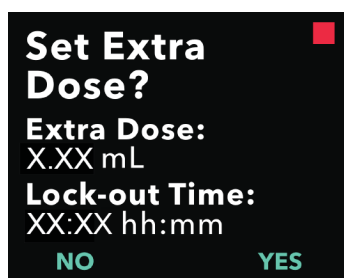 Set Extra
Dose?
Extra Dose:
X.XX mL
Lock-out Time:
XX:XX hh:mm
NO YES